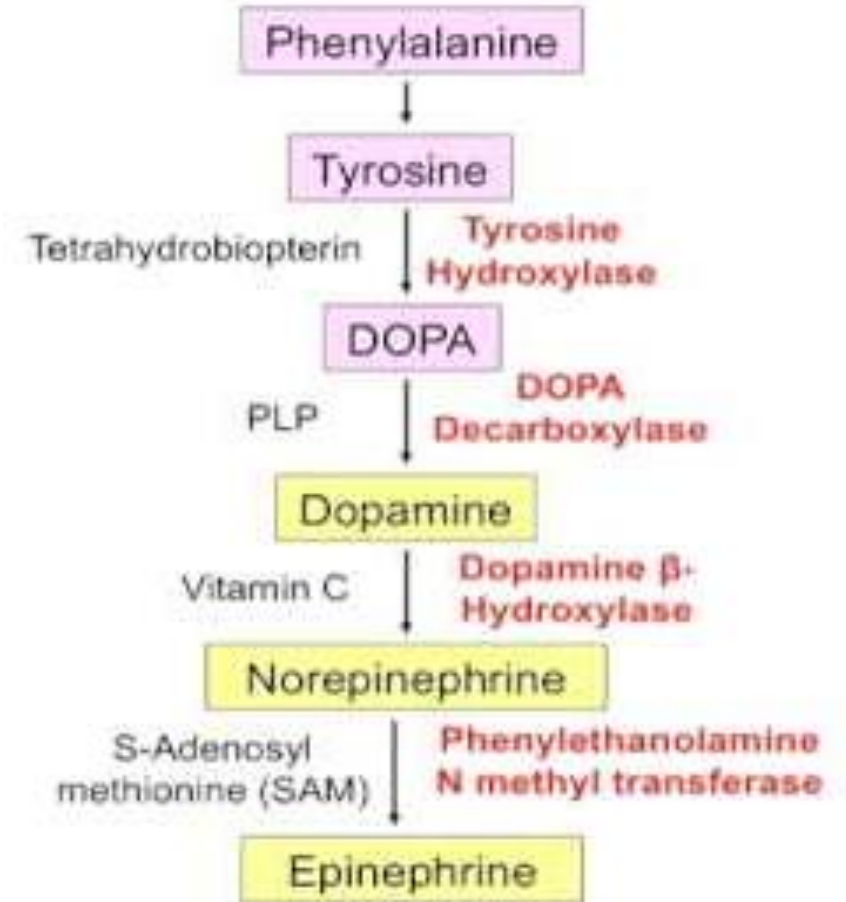 Phenylalanine
Tyrosine
Tetrahydrobiopterin
Tyrosine
Hydroxylase
DOPA
PLP
DOPA
Decarboxylase
Dopamine
Vitamin C
Dopamine β-
Hydroxylase
Norepinephrine
S-Adenosyl
methionine (SAM)
Phenylethanolamine
N methyl transferase
Epinephrine